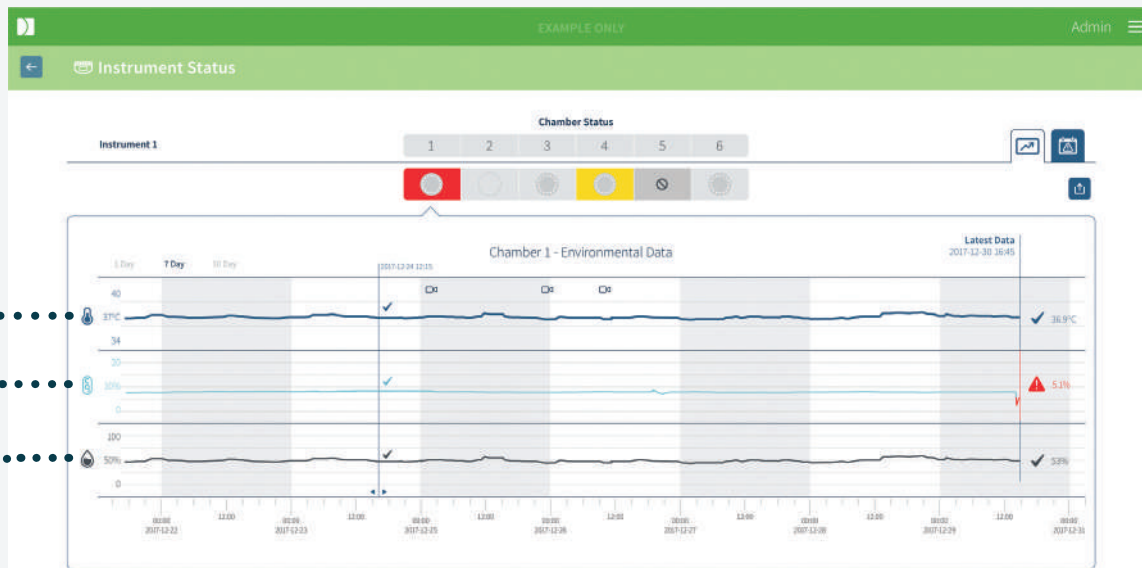 EXAMPLE ONLY
Admin
Instrument Status
Chamber Status
Instrument 1
1 2 3 4 5 6
Latest Data
2017-12-30 16:45
Chamber 1 - Environmental Data
1 Day 7 Day 30 Day
2017-12-24 12:15
40
37°C
36.9°C
34
20
10%
5.1%
0
100
50%
53%
0
00:00 12:00 00:00 12:00 00:00 12:00 00:00 12:00 00:00 12:00 00:00 12:00 00:00 12:00 00:00
2017-12-22 2017-12-23 2017-12-25 2017-12-26 2017-12-27 2017-12-28 2017-12-29 2017-12-31